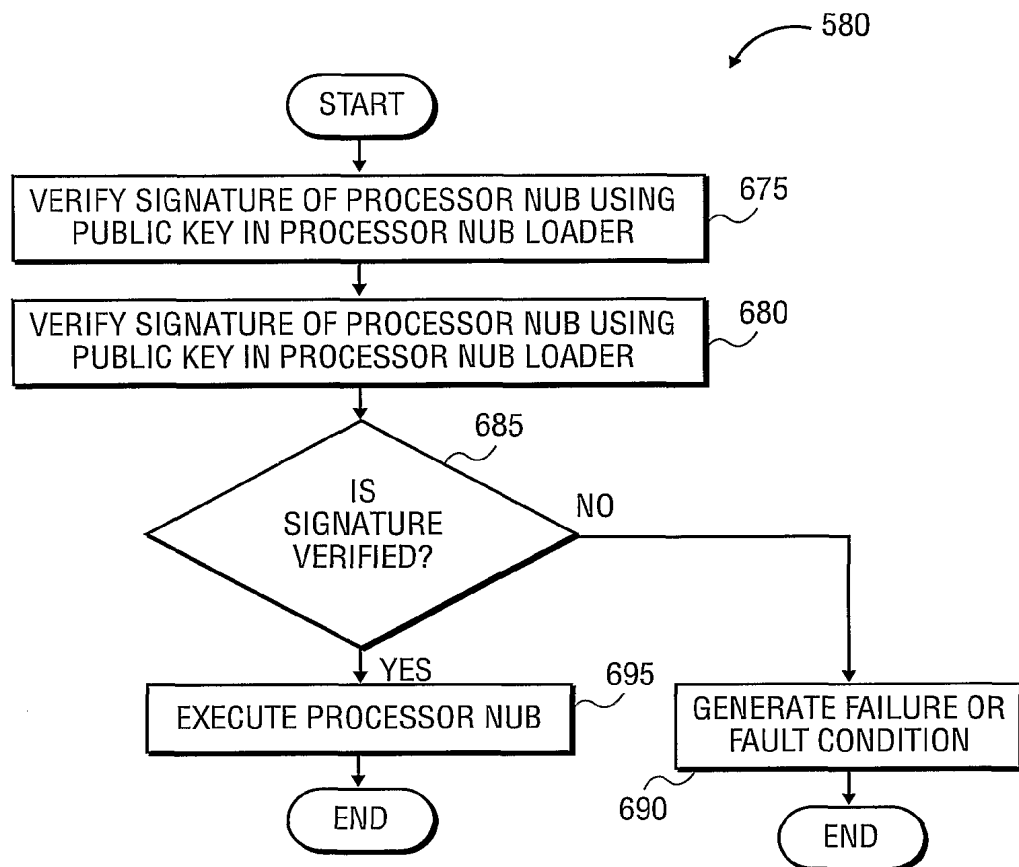 580
START
VERIFY SIGNATURE OF PROCESSOR NUB USING
PUBLIC KEY IN PROCESSOR NUB LOADER
675
VERIFY SIGNATURE OF PROCESSOR NUB USING
PUBLIC KEY IN PROCESSOR NUB LOADER
680
685
IS
SIGNATURE
VERIFIED?
NO
YES
EXECUTE PROCESSOR NUB
695
GENERATE FAILURE OR
FAULT CONDITION
690
END
END